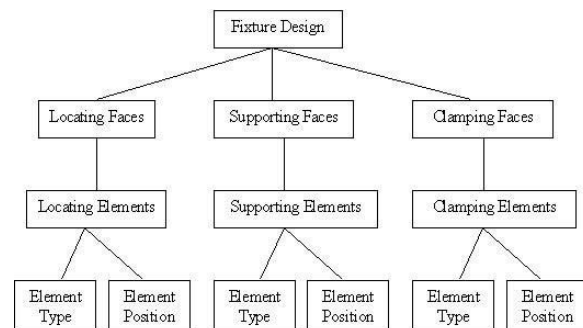 Fixture Design
Locating Faces
Supporting Faces
Clamping Faces
Locating Elements
Supporting Elements
Clamping Elements
Element
Type
Element
Position
Element
Type
Element
Position
Element
Type
Element
Position